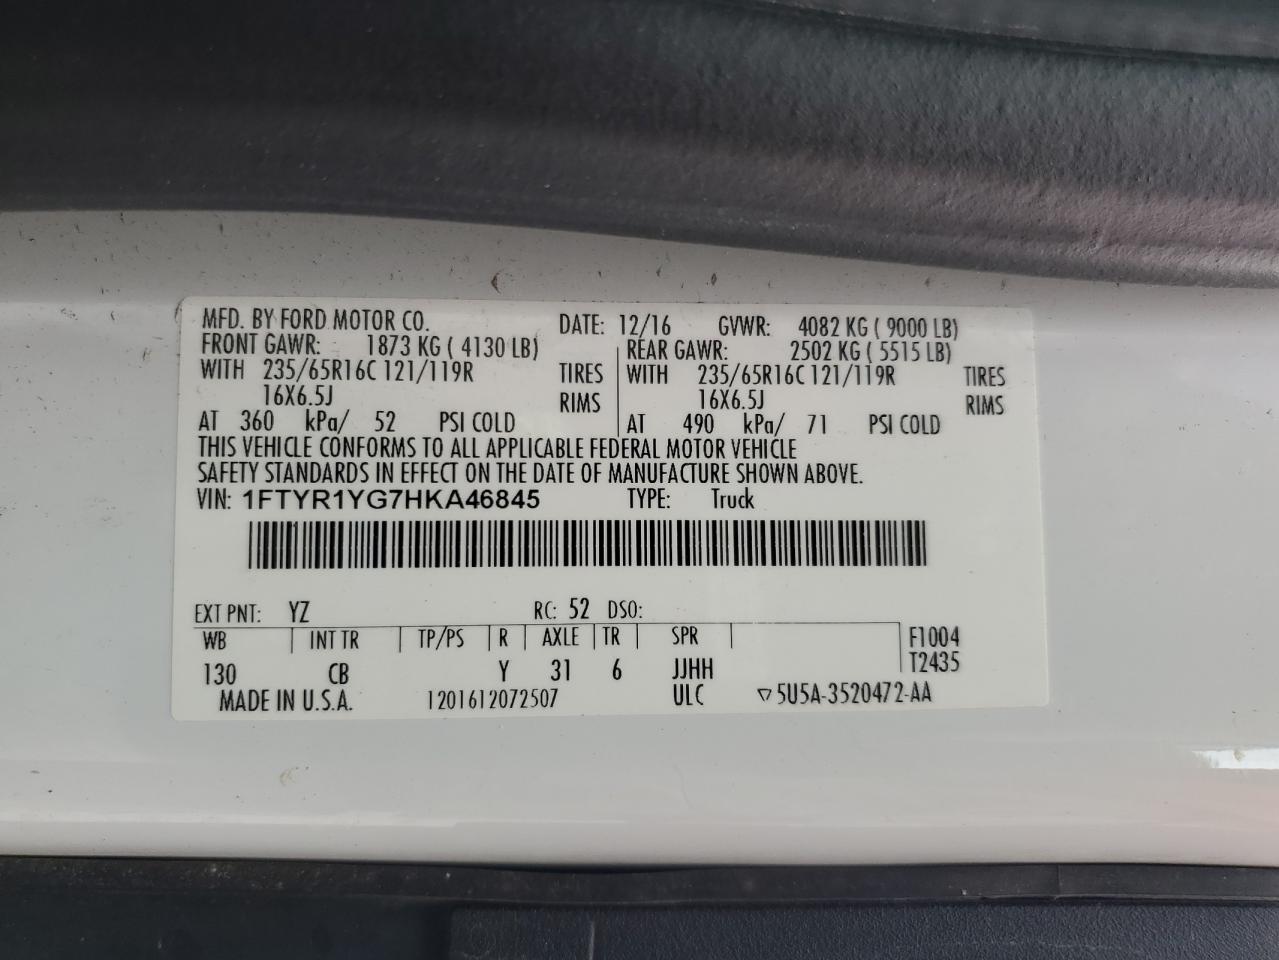 MFD. BY FORD MOTOR CO. DATE: 12/16 GVWR: 4082 KG ( 9000 LB)
FRONT GAWR: 1873 KG ( 4130 LB) REAR GAWR: 2502 KG ( 5515 LB)
WITH 235/65R16C 121/119R TIRES WITH 235/65R16C 121/119R TIRES
16X6.5J RIMS 16X6.5J RIMS
AT 360 kPa/ 52 PSI COLD AT 490 kPa/ 71 PSI COLD
THIS VEHICLE CONFORMS TO ALL APPLICABLE FEDERAL MOTOR VEHICLE
SAFETY STANDARDS IN EFFECT ON THE DATE OF MANUFACTURE SHOWN ABOVE.
VIN: 1FTYR1YG7HKA46845 TYPE: Truck
EXT PNT: YZ RC: 52 DSO:
WB INT TR TP/PS R AXLE TR SPR F1004
130 CB Y 31 6 JJHH T2435
MADE IN U.S.A. 1201612072507 ULC ▽5U5A-3520472-AA